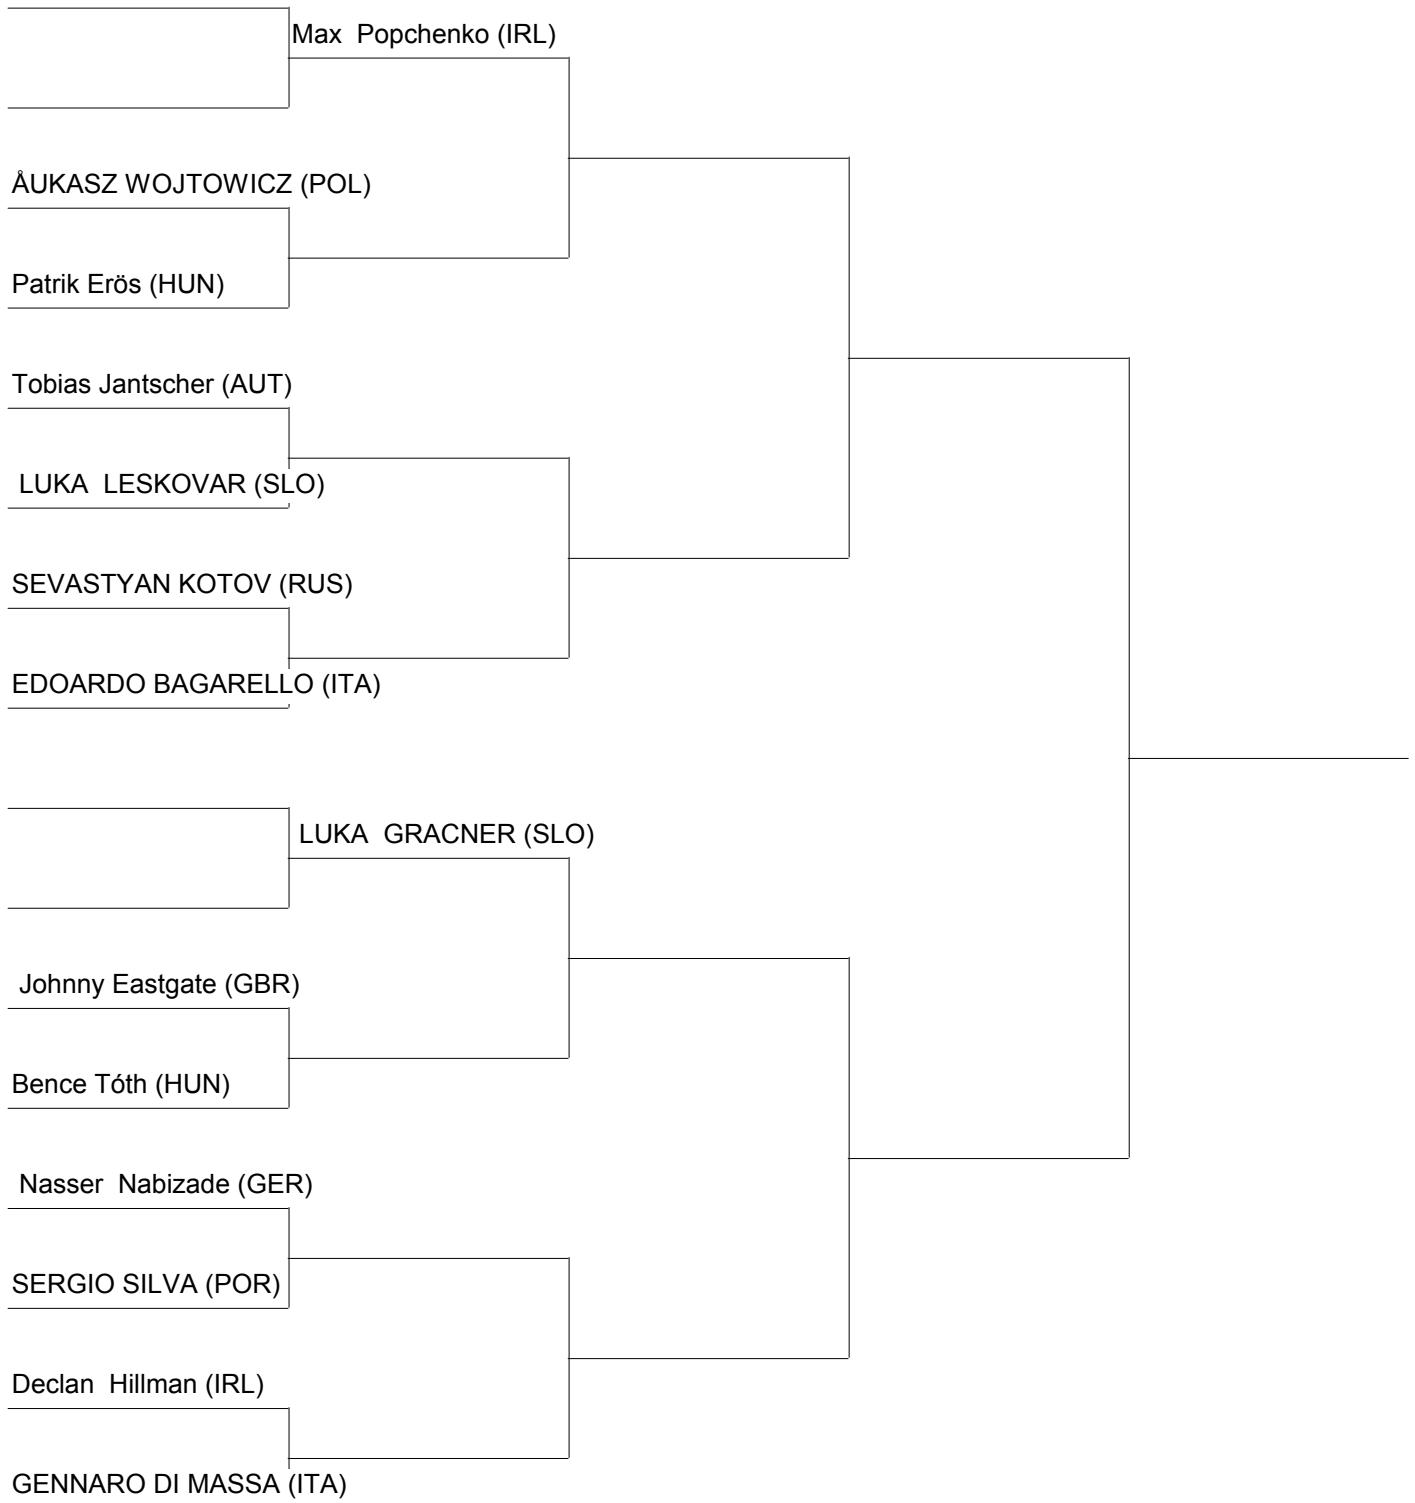 Max  Popchenko (IRL)
ÅUKASZ WOJTOWICZ (POL)
Patrik Erös (HUN)
Tobias Jantscher (AUT)
LUKA  LESKOVAR (SLO)
SEVASTYAN KOTOV (RUS)
EDOARDO BAGARELLO (ITA)
LUKA  GRACNER (SLO)
Johnny Eastgate (GBR)
Bence Tóth (HUN)
Nasser  Nabizade (GER)
SERGIO SILVA (POR)
Declan  Hillman (IRL)
GENNARO DI MASSA (ITA)